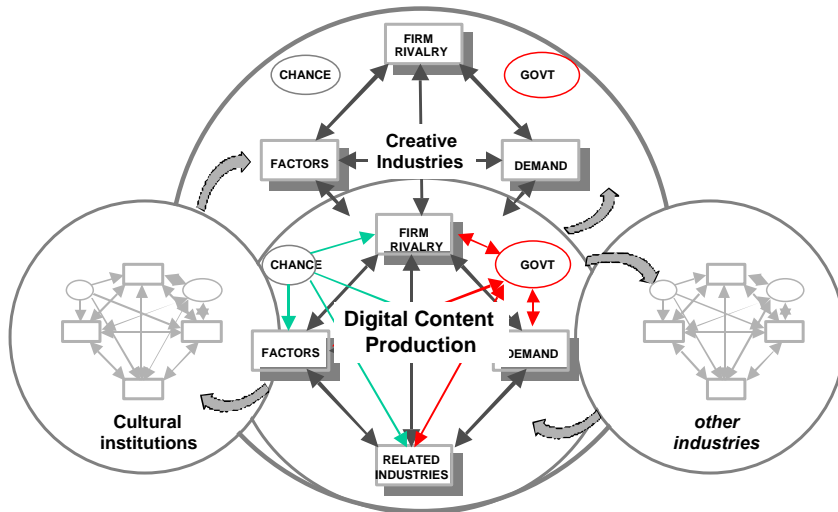 FIRM
RIVALRY
CHANCE
GOVT
Creative
Industries
FACTORS
DEMAND
FIRM
RIVALRY
CHANCE
GOVT
Digital Content
Production
FACTORS
DEMAND
Cultural
institutions
other
industries
RELATED
INDUSTRIES